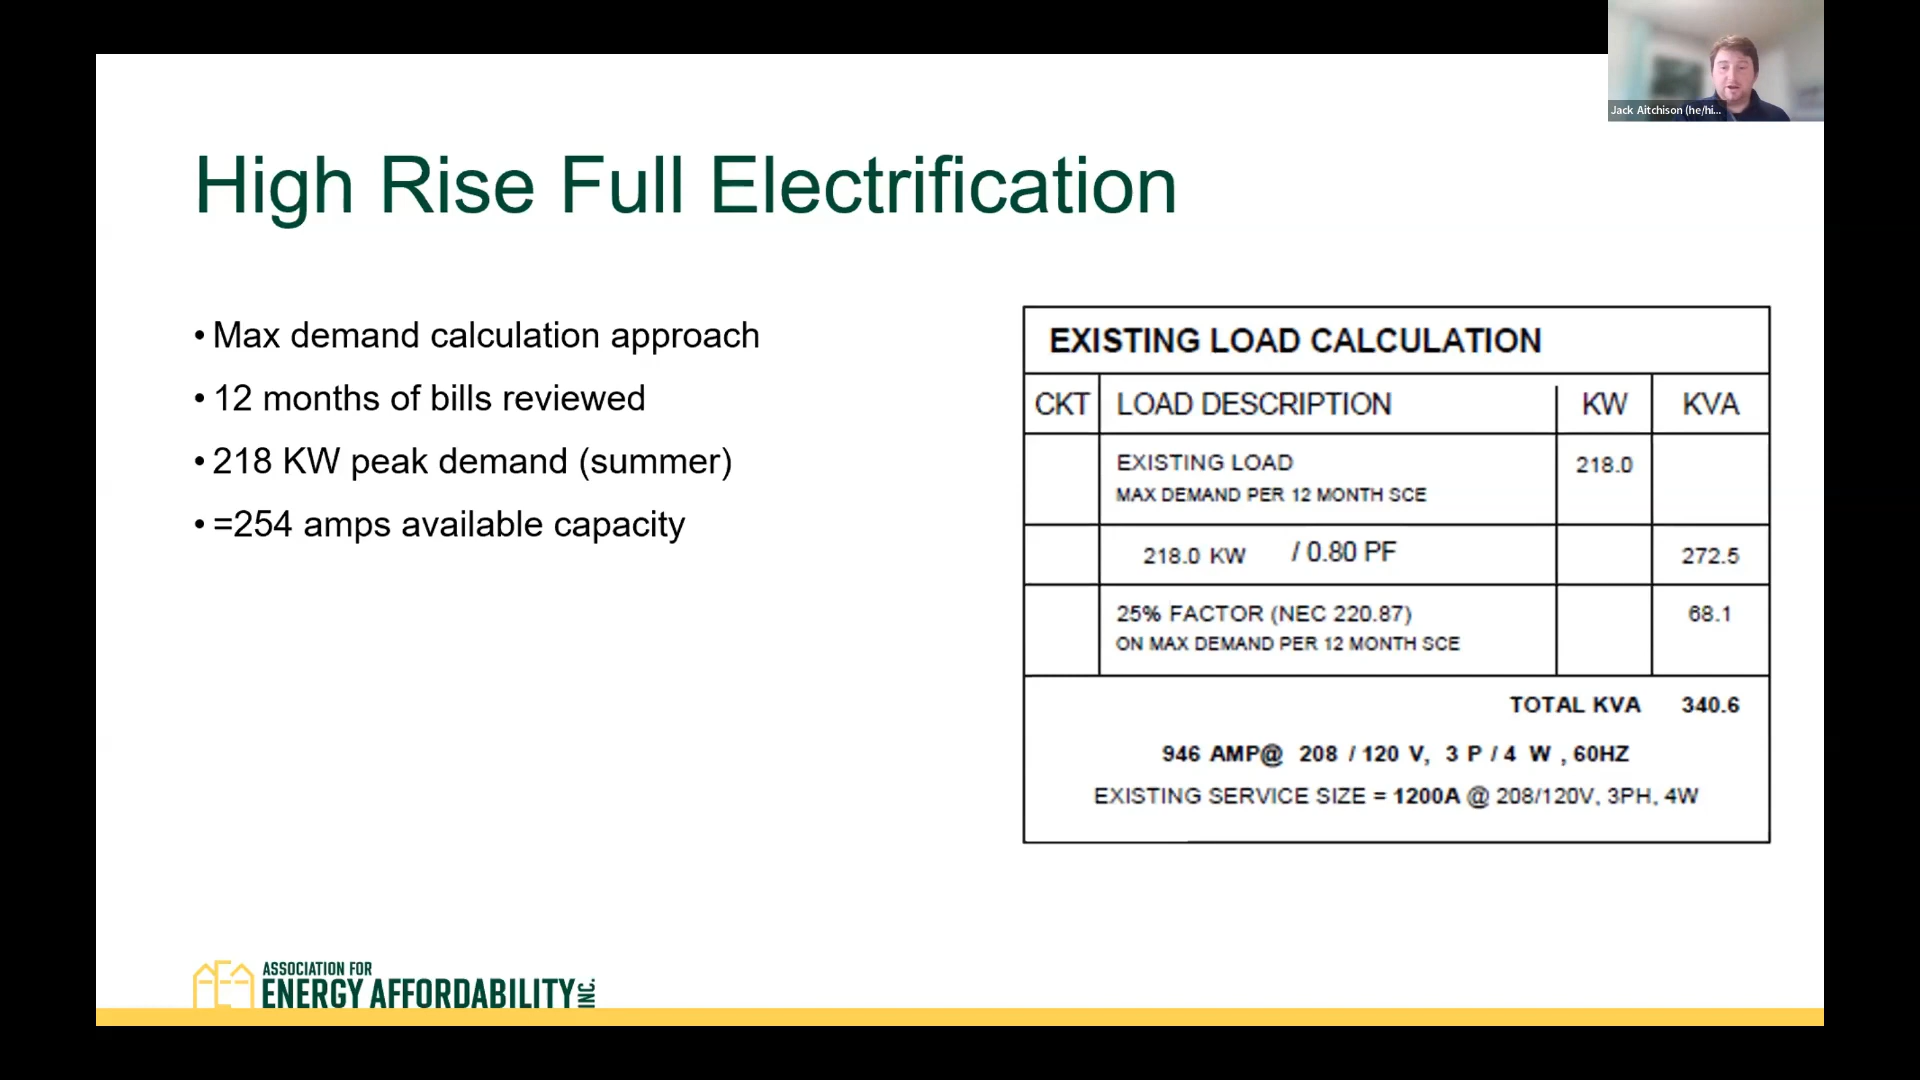 Jack Aitchison (he/hi...
High Rise Full Electrification
• Max demand calculation approach
• 12 months of bills reviewed
• 218 KW peak demand (summer)
• =254 amps available capacity
EXISTING LOAD CALCULATION
CKT LOAD DESCRIPTION KW KVA
EXISTING LOAD 218.0
MAX DEMAND PER 12 MONTH SCE
218.0 KW / 0.80 PF 272.5
25% FACTOR (NEC 220.87) 68.1
ON MAX DEMAND PER 12 MONTH SCE
TOTAL KVA 340.6
946 AMP@ 208 / 120 V, 3 P / 4 W , 60HZ
EXISTING SERVICE SIZE = 1200A @ 208/120V, 3PH, 4W
ASSOCIATION FOR
ENERGY AFFORDABILITY INC.